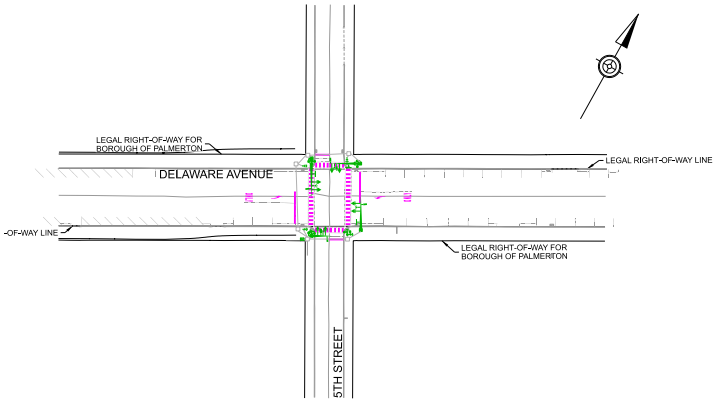 LEGAL RIGHT-OF-WAY FOR
BOROUGH OF PALMERTON
LEGAL RIGHT-OF-WAY LINE
DELAWARE AVENUE
-OF-WAY LINE
LEGAL RIGHT-OF-WAY FOR
BOROUGH OF PALMERTON
5TH STREET